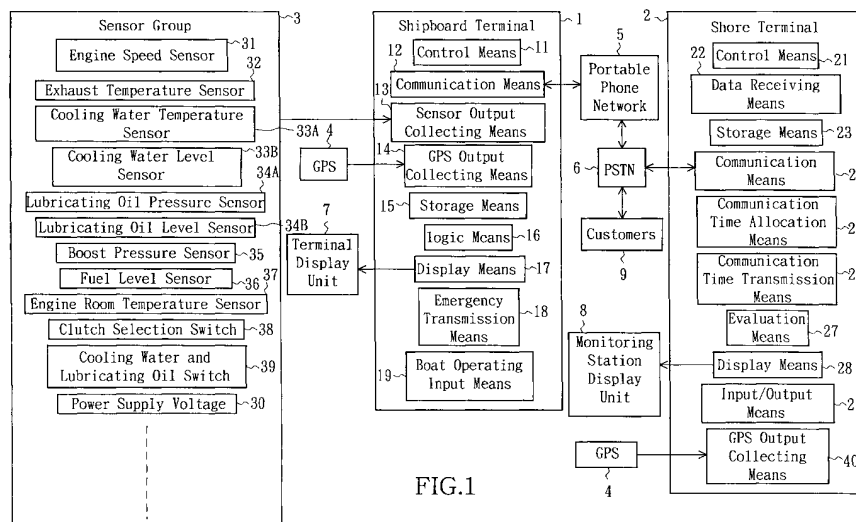 Sensor Group
3
Engine Speed Sensor
31
32
Exhaust Temperature Sensor
Cooling Water Temperature
Sensor
33A
33B
Cooling Water Level
Sensor
34A
Lubricating Oil Pressure Sensor
Lubricating Oil Level Sensor
34B
Boost Pressure Sensor
35
Fuel Level Sensor
36
37
Engine Room Temperature Sensor
Clutch Selection Switch
38
Cooling Water and
Lubricating Oil Switch
39
Power Supply Voltage
30
GPS
4
7
Terminal
Display
Unit
Shipboard Terminal
1
Control Means
11
12
Communication Means
13
Sensor Output
Collecting Means
14
GPS Output
Collecting Means
15
Storage Means
logic Means
16
Display Means
17
Emergency
Transmission
Means
18
19
Boat Operating
Input Means
5
Portable
Phone
Network
6
PSTN
Customers
9
8
Monitoring
Station
Display
Unit
GPS
4
2
Shore Terminal
Control Means
21
22
Data Receiving
Means
Storage Means
23
Communication
Means
2
Communication
Time Allocation
Means
2
Communication
Time Transmission
Means
2
Evaluation
Means
27
Display Means
28
Input/Output
Means
2
GPS Output
Collecting
Means
40
FIG.1